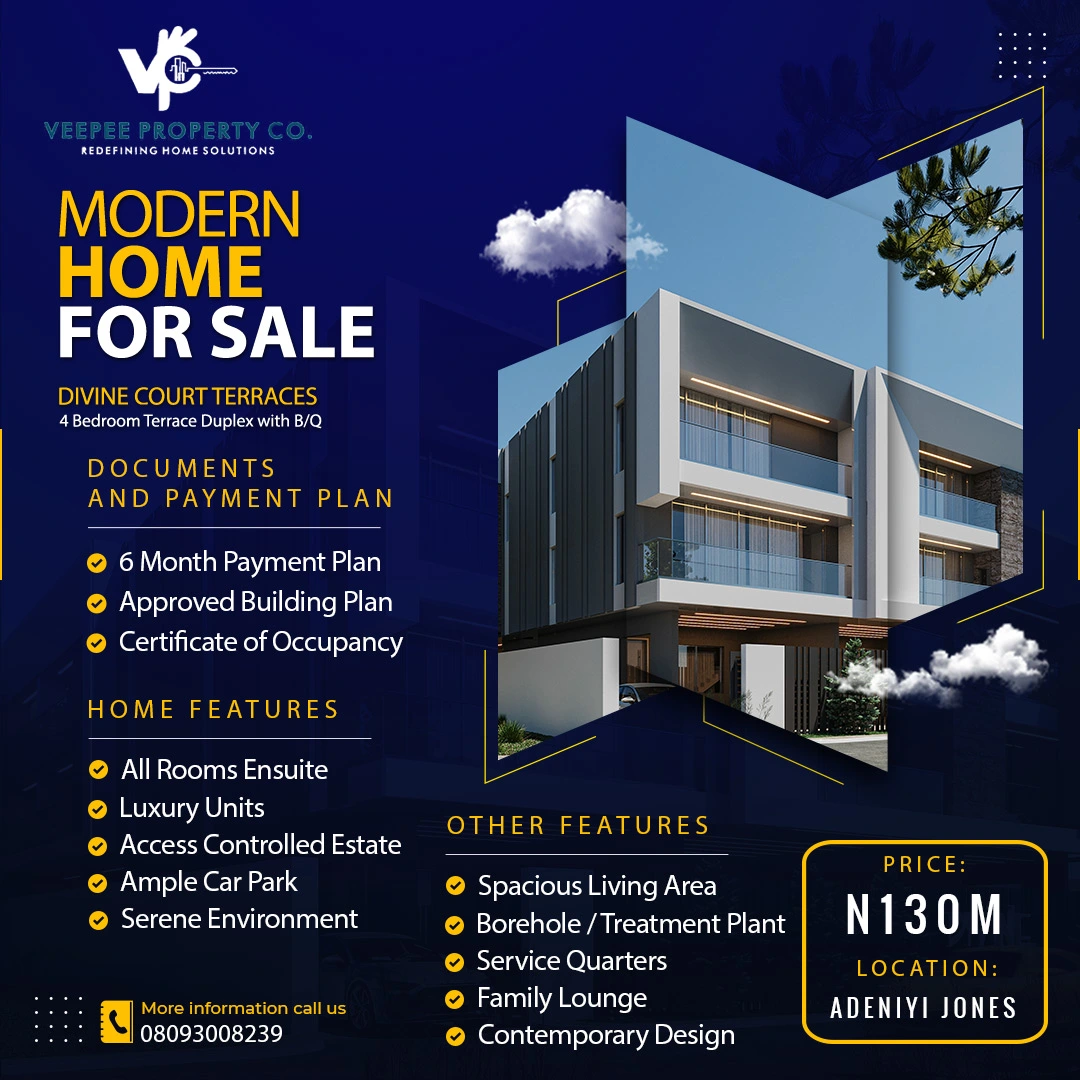 VPC
VEEPEE PROPERTY CO.
REDEFINING HOME SOLUTIONS
MODERN
HOME
FOR SALE
DIVINE COURT TERRACES
4 Bedroom Terrace Duplex with B/Q
DOCUMENTS
AND PAYMENT PLAN
6 Month Payment Plan
Approved Building Plan
Certificate of Occupancy
HOME FEATURES
All Rooms Ensuite
Luxury Units
Access Controlled Estate
Ample Car Park
Serene Environment
OTHER FEATURES
Spacious Living Area
Borehole / Treatment Plant
Service Quarters
Family Lounge
Contemporary Design
PRICE:
N130M
LOCATION:
ADENIYI JONES
More information call us
08093008239